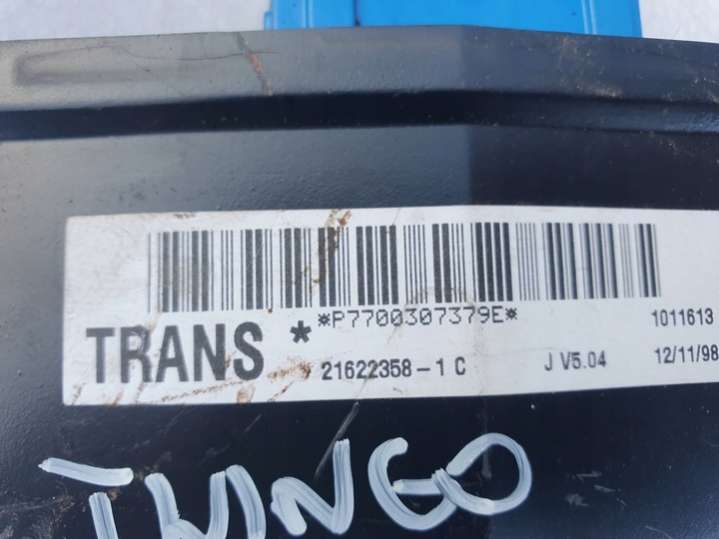 *P7700307379E* 1011613
TRANS *
21622358-1 C J V5.04 12/11/98
TWINGO